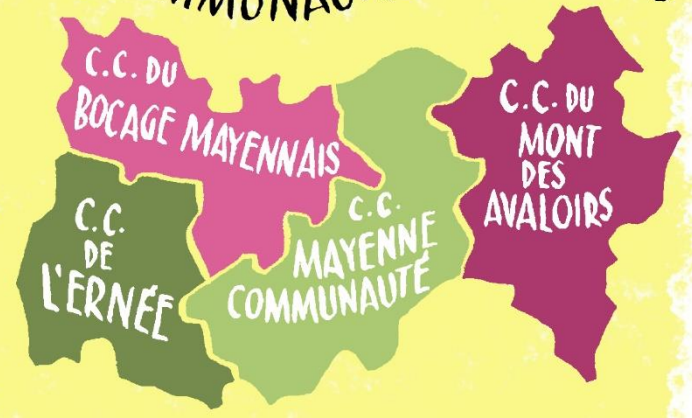 C.C. DU
BOCAGE MAYENNAIS
C.C.
DE
L'ERNÉE
C.C.
MAYENNE
COMMUNAUTÉ
C.C. DU
MONT
DES
AVALOIRS